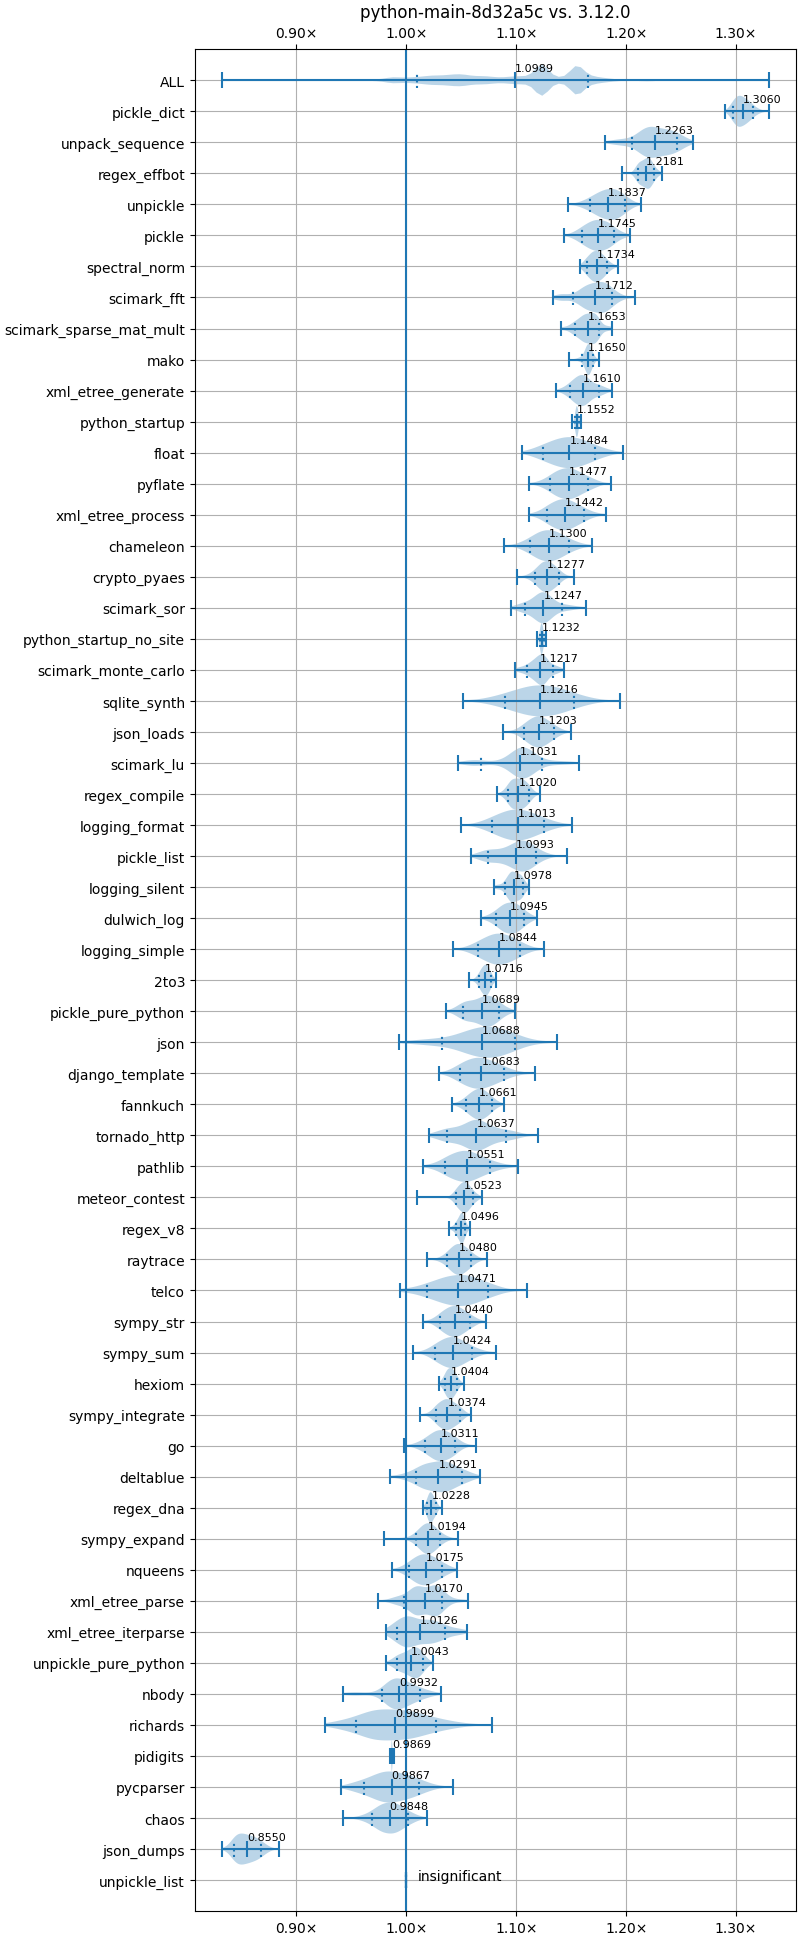 python-main-8d32a5c vs. 3.12.0
0.90× 1.00× 1.10× 1.20× 1.30×
ALL 1.0989
pickle_dict 1.3060
unpack_sequence 1.2263
regex_effbot 1.2181
unpickle 1.1837
pickle 1.1745
spectral_norm 1.1734
scimark_fft 1.1712
scimark_sparse_mat_mult 1.1653
mako 1.1650
xml_etree_generate 1.1610
python_startup 1.1552
float 1.1484
pyflate 1.1477
xml_etree_process 1.1442
chameleon 1.1300
crypto_pyaes 1.1277
scimark_sor 1.1247
python_startup_no_site 1.1232
scimark_monte_carlo 1.1217
sqlite_synth 1.1216
json_loads 1.1203
scimark_lu 1.1031
regex_compile 1.1020
logging_format 1.1013
pickle_list 1.0993
logging_silent 1.0978
dulwich_log 1.0945
logging_simple 1.0844
2to3 1.0716
pickle_pure_python 1.0689
json 1.0688
django_template 1.0683
fannkuch 1.0661
tornado_http 1.0637
pathlib 1.0551
meteor_contest 1.0523
regex_v8 1.0496
raytrace 1.0480
telco 1.0471
sympy_str 1.0440
sympy_sum 1.0424
hexiom 1.0404
sympy_integrate 1.0374
go 1.0311
deltablue 1.0291
regex_dna 1.0228
sympy_expand 1.0194
nqueens 1.0175
xml_etree_parse 1.0170
xml_etree_iterparse 1.0126
unpickle_pure_python 1.0043
nbody 0.9932
richards 0.9899
pidigits 0.9869
pycparser 0.9867
chaos 0.9848
json_dumps 0.8550
unpickle_list insignificant
0.90× 1.00× 1.10× 1.20× 1.30×